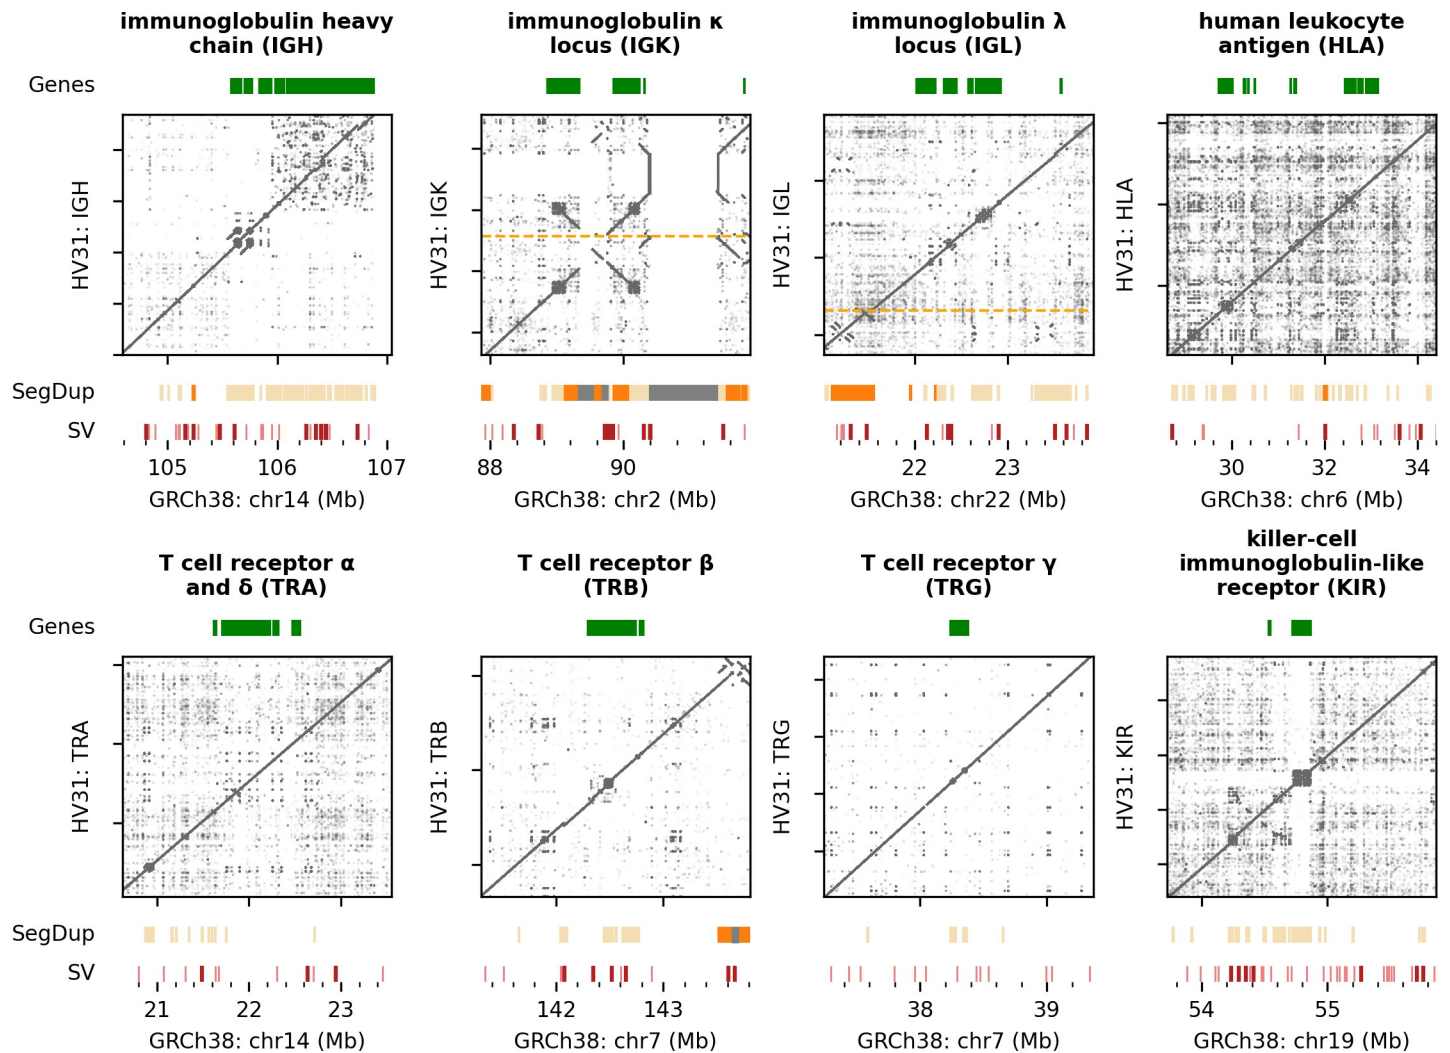 immunoglobulin heavy
chain (IGH)
immunoglobulin κ
locus (IGK)
immunoglobulin λ
locus (IGL)
human leukocyte
antigen (HLA)
Genes
HV31: IGH
HV31: IGK
HV31: IGL
HV31: HLA
SegDup
SV
105 106 107
88 90
22 23
30 32 34
GRCh38: chr14 (Mb)
GRCh38: chr2 (Mb)
GRCh38: chr22 (Mb)
GRCh38: chr6 (Mb)
T cell receptor α
and δ (TRA)
T cell receptor β
(TRB)
T cell receptor γ
(TRG)
killer-cell
immunoglobulin-like
receptor (KIR)
Genes
HV31: TRA
HV31: TRB
HV31: TRG
HV31: KIR
SegDup
SV
21 22 23
142 143
38 39
54 55
GRCh38: chr14 (Mb)
GRCh38: chr7 (Mb)
GRCh38: chr7 (Mb)
GRCh38: chr19 (Mb)